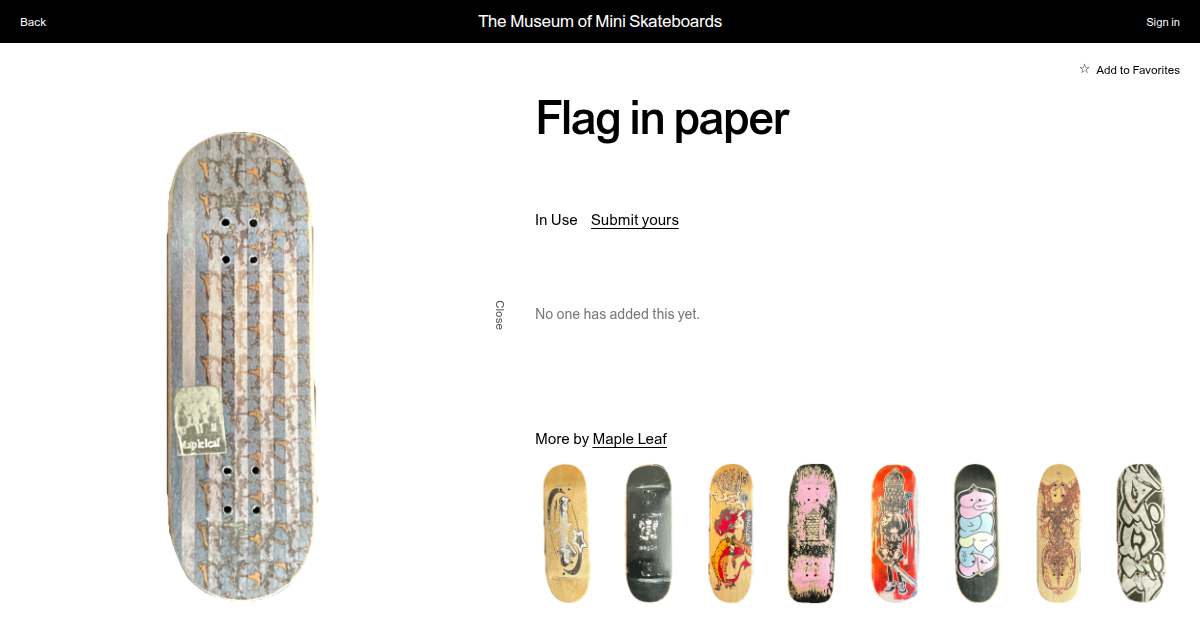 Back
The Museum of Mini Skateboards
Sign in
☆ Add to Favorites
Flag in paper
In Use Submit yours
Close
No one has added this yet.
mapleleaf
More by Maple Leaf